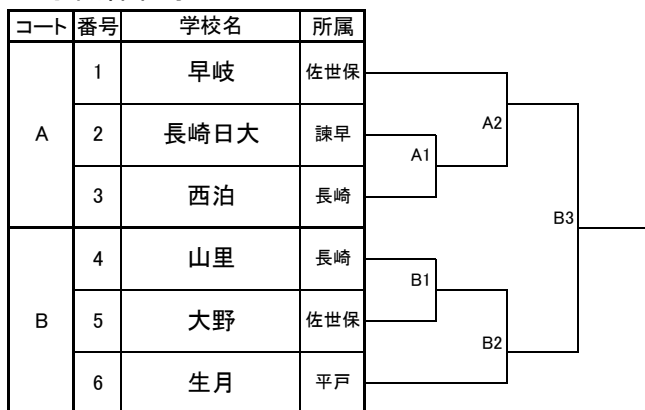 コート 番号 学校名 所属
A
1 早岐 佐世保
2 長崎日大 諫早
3 西泊 長崎
B
4 山里 長崎
5 大野 佐世保
6 生月 平戸
A1
A2
B1
B2
B3